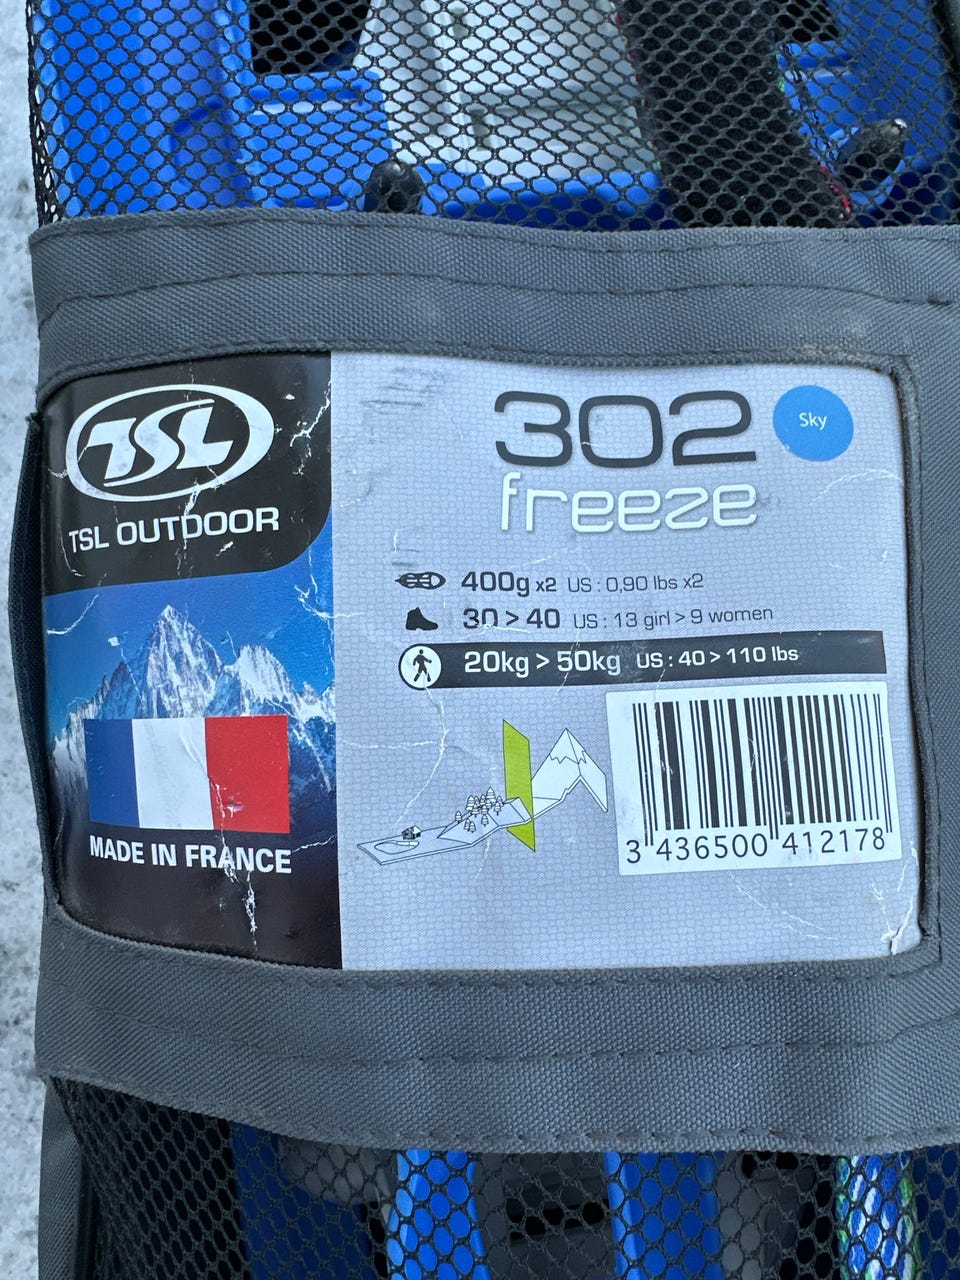 TSL
TSL OUTDOOR
302
freeze
Sky
400g x2 US : 0,90 lbs x2
30 > 40 US : 13 girl > 9 women
20kg > 50kg US : 40 > 110 lbs
MADE IN FRANCE
3 436500 412178